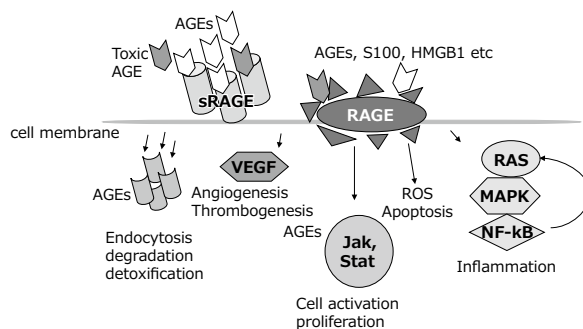 AGEs
Toxic
AGE
sRAGE
AGEs, S100, HMGB1 etc
RAGE
cell membrane
AGEs
Endocytosis
degradation
detoxification
VEGF
Angiogenesis
Thrombogenesis
AGEs
Jak,
Stat
Cell activation
proliferation
ROS
Apoptosis
RAS
MAPK
NF-kB
Inflammation